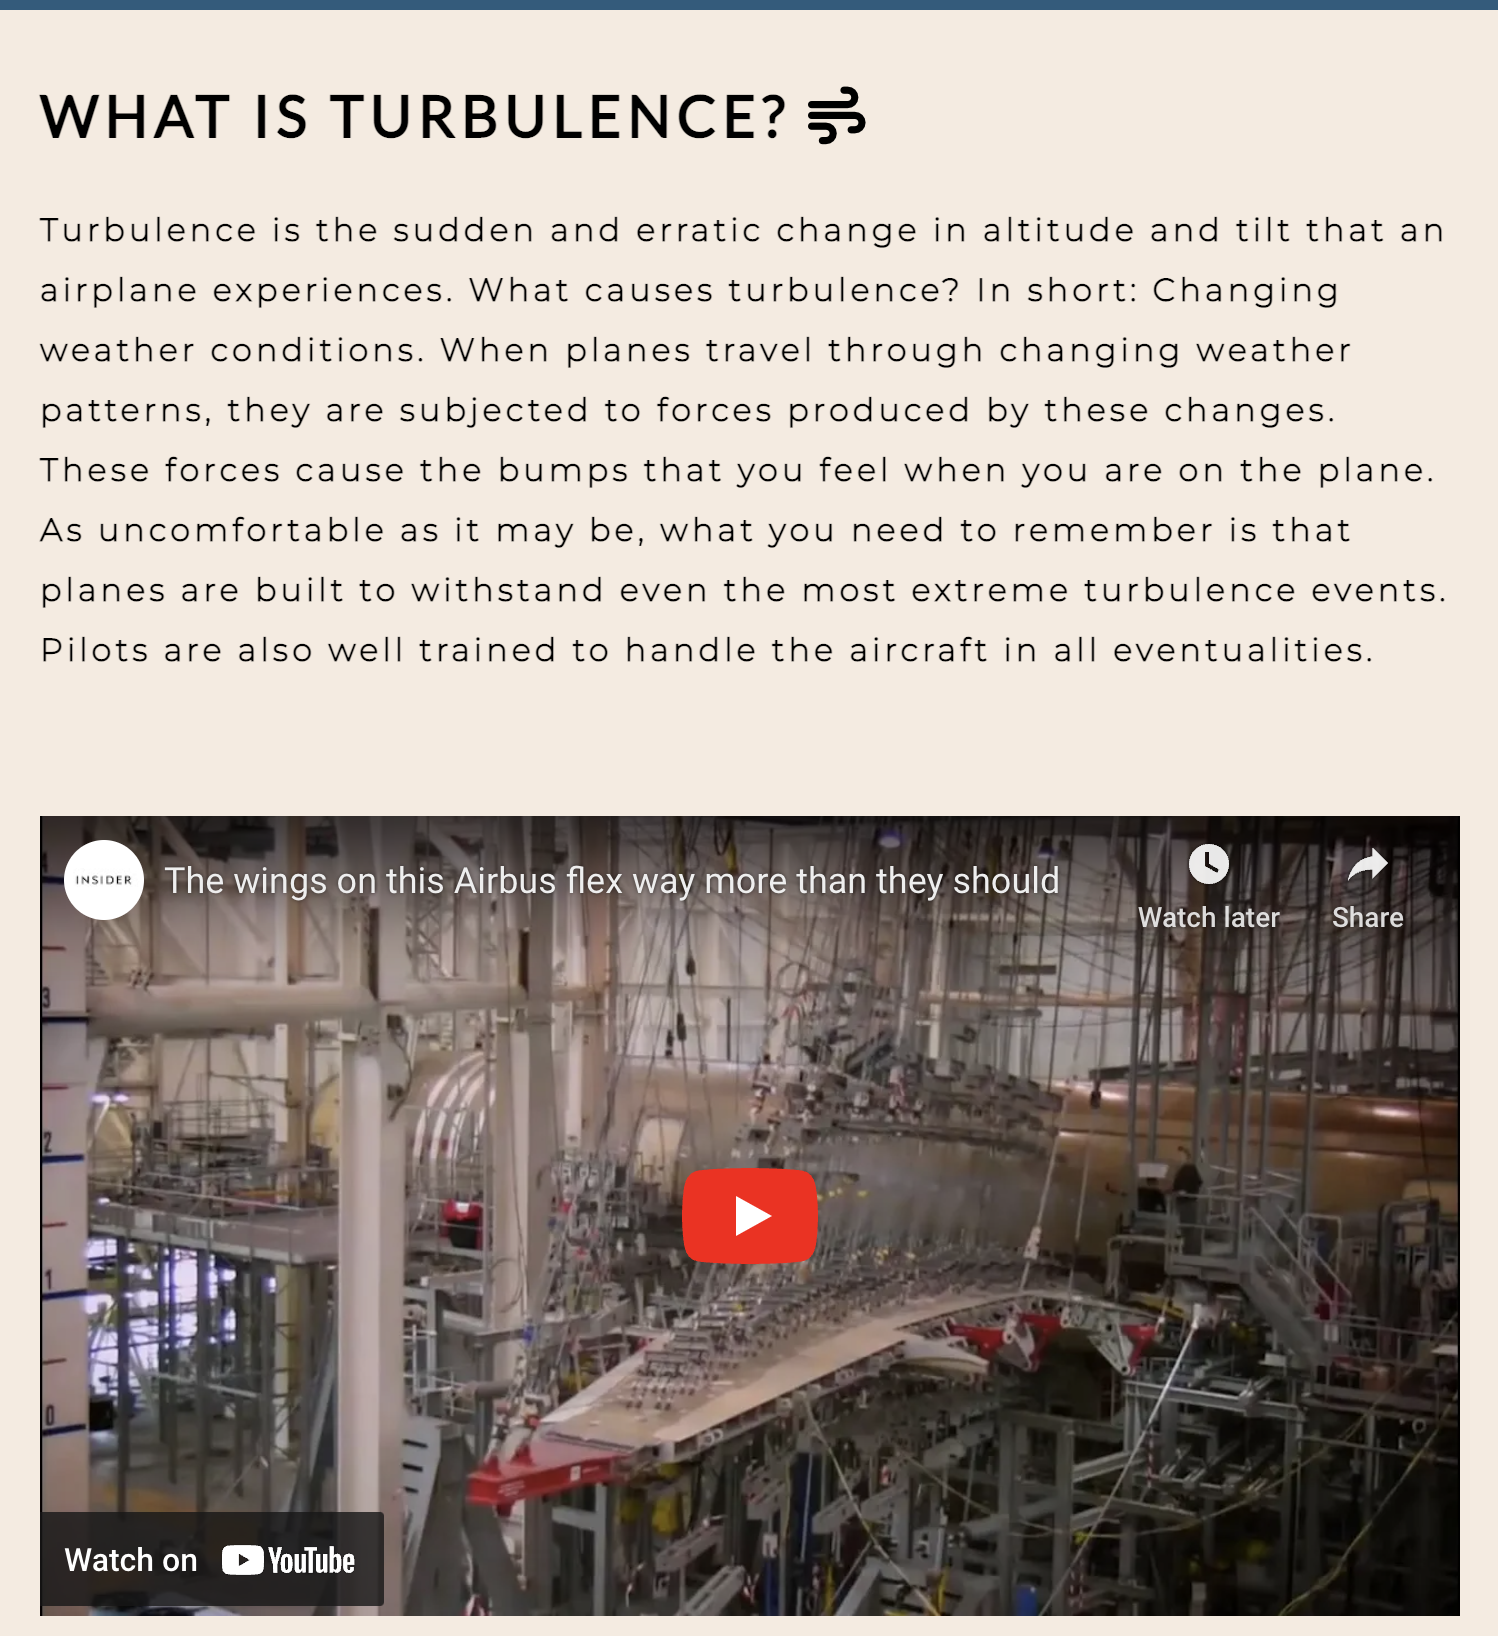 WHAT IS TURBULENCE?
Turbulence is the sudden and erratic change in altitude and tilt that an
airplane experiences. What causes turbulence? In short: Changing
weather conditions. When planes travel through changing weather
patterns, they are subjected to forces produced by these changes.
These forces cause the bumps that you feel when you are on the plane.
As uncomfortable as it may be, what you need to remember is that
planes are built to withstand even the most extreme turbulence events.
Pilots are also well trained to handle the aircraft in all eventualities.
INSIDER
The wings on this Airbus flex way more than they should
Watch later
Share
3
2
1
0
Watch on YouTube